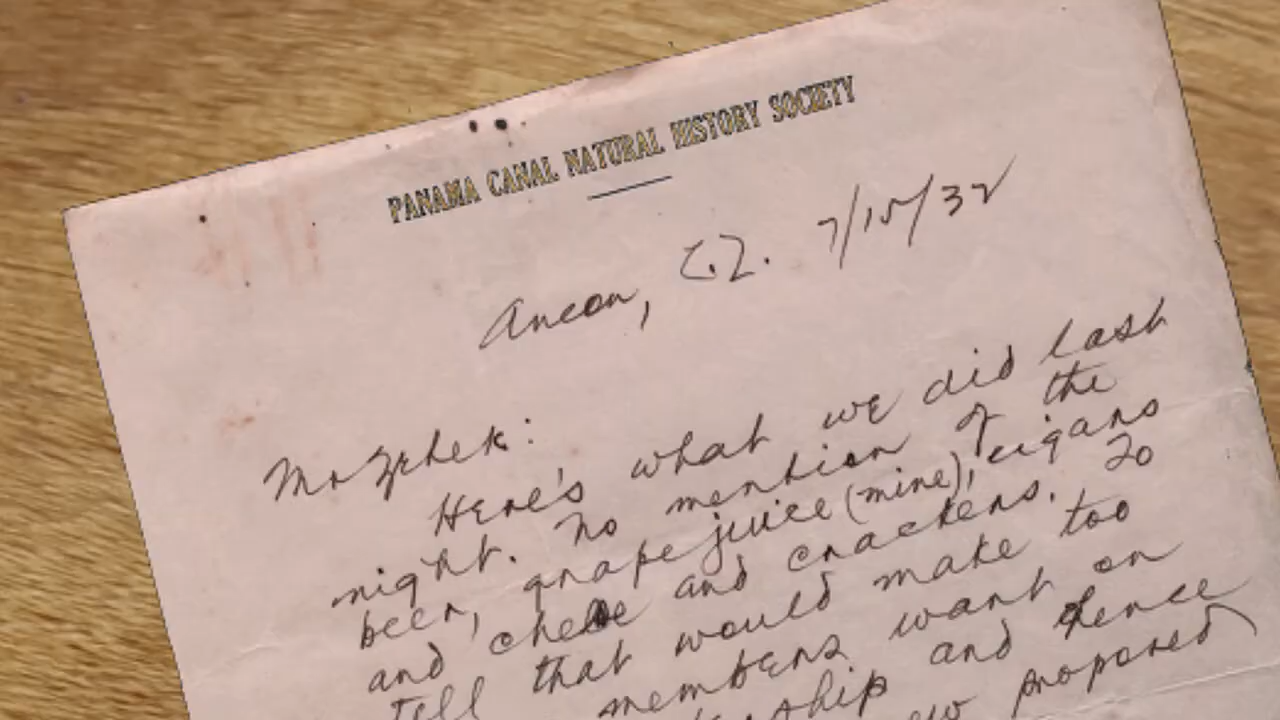 PANAMA CANAL NATURAL HISTORY SOCIETY
Ancon, C.Z. 7/15/32
Mr Zetek:
Here's what we did last
night. No mention of the
beer, grape juice (mine), cigars
and cheese and crackers. To
tell that would make too
members want on
and hence
proposed